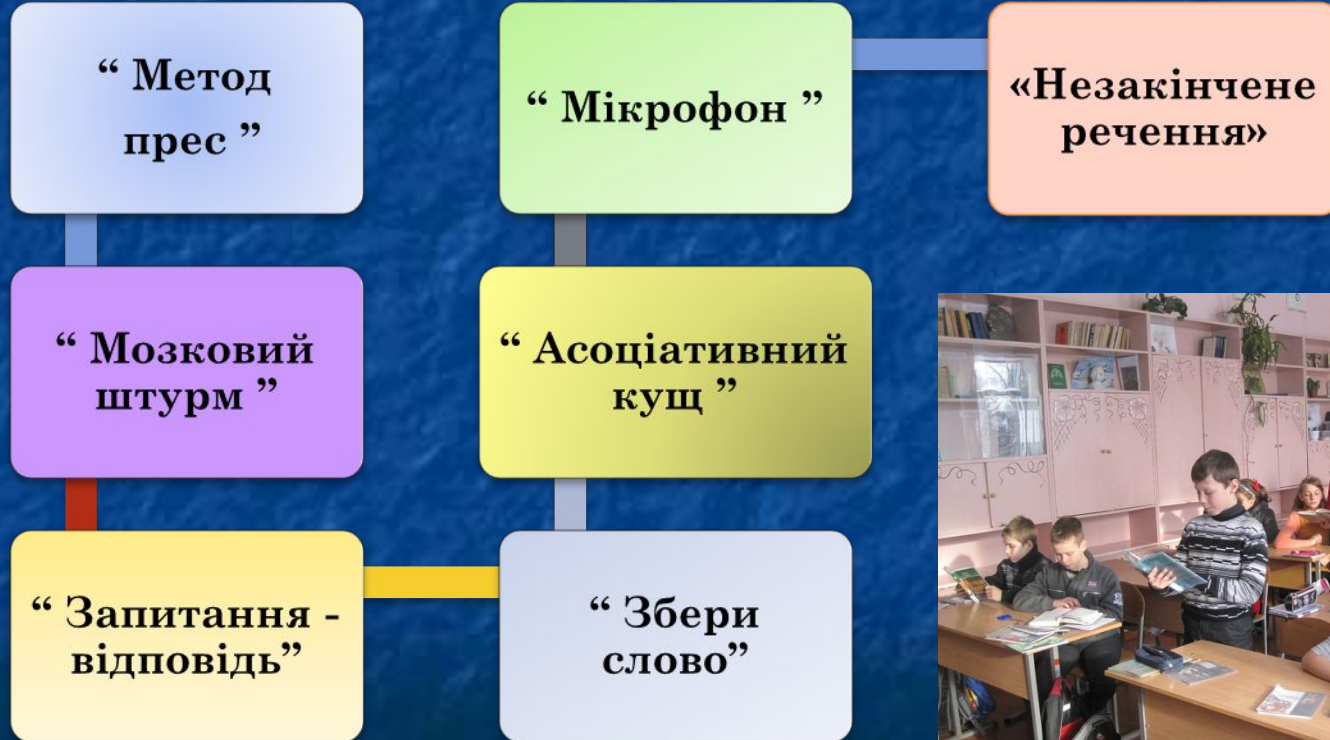 “ Метод
прес ”
“ Мікрофон ”
«Незакінчене
речення»
“ Мозковий
штурм ”
“ Асоціативний
кущ ”
“ Запитання -
відповідь”
“ Збери
слово”